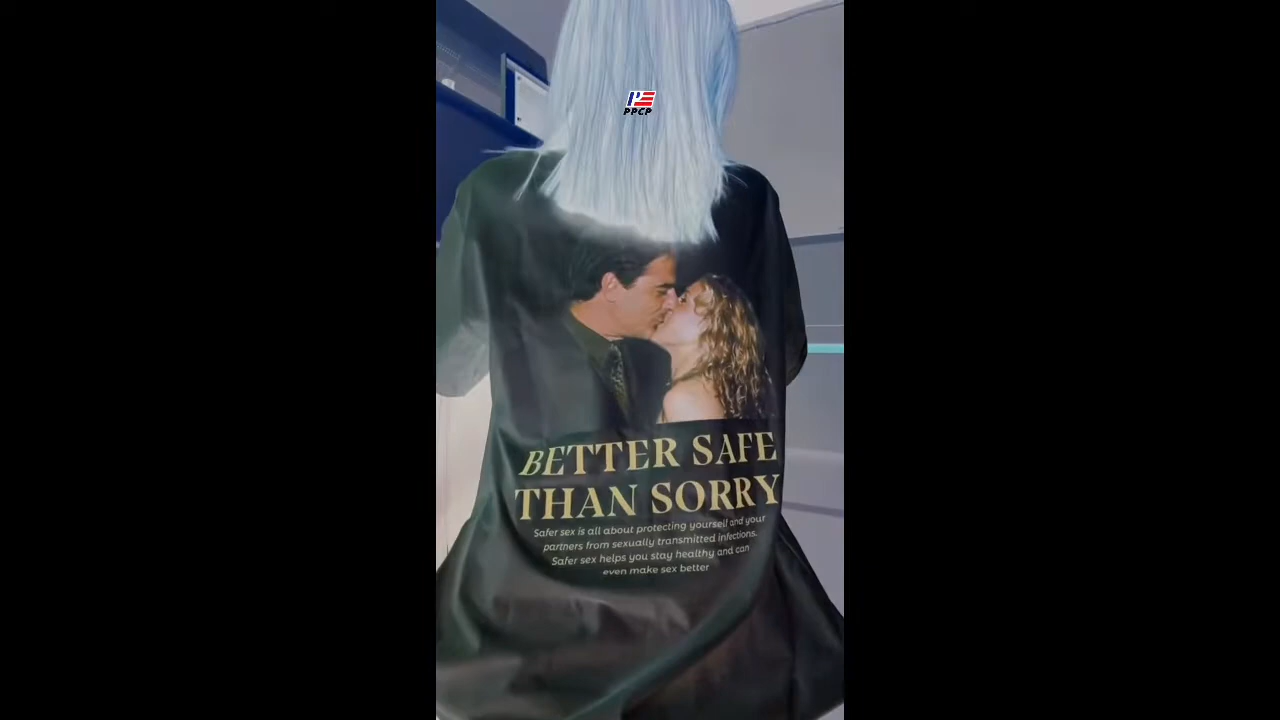 PPCP
BETTER SAFE
THAN SORRY
Safer sex is all about protecting yourself and your
partners from sexually transmitted infections.
Safer sex helps you stay healthy and can
even make sex better